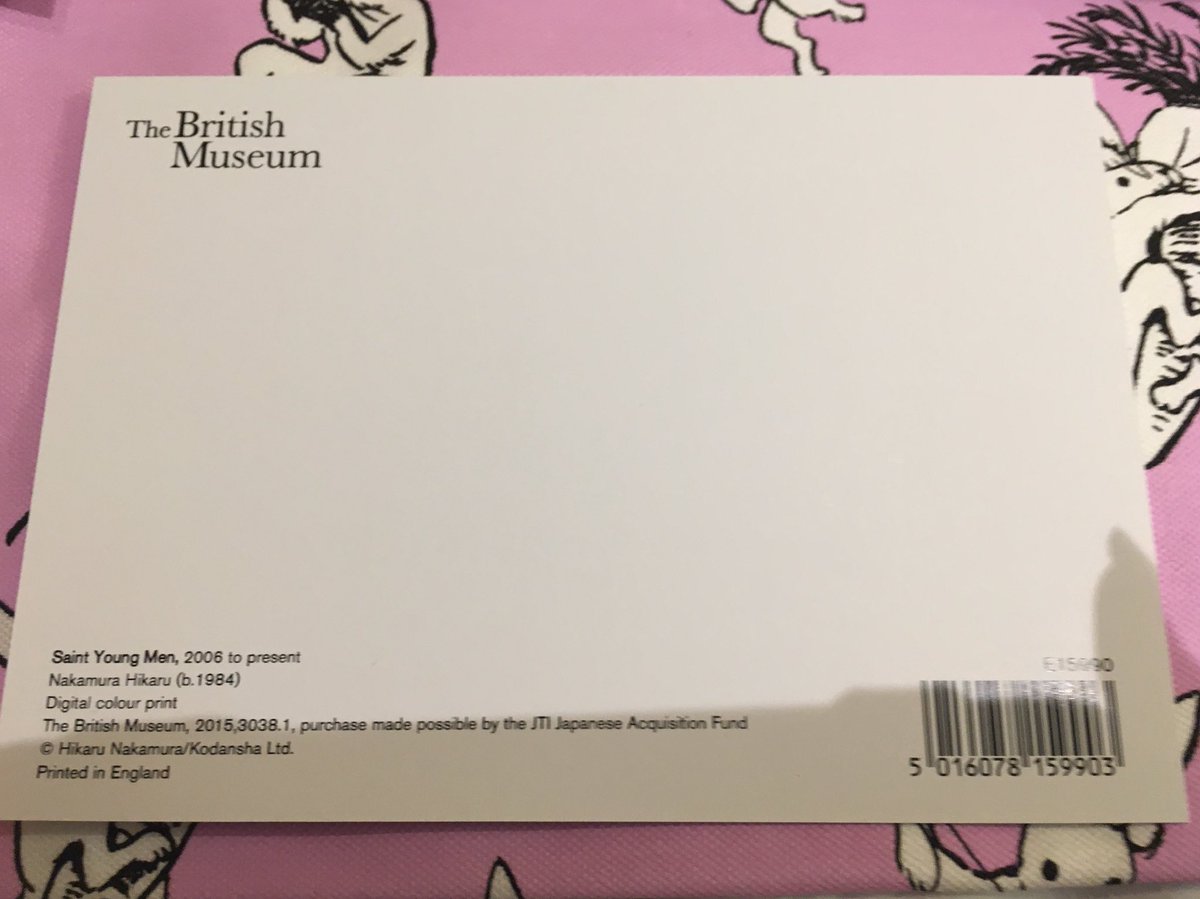 The British
Museum
Saint Young Men, 2006 to present
Nakamura Hikaru (b.1984)
Digital colour print
The British Museum, 2015,3038.1, purchase made possible by the JTI Japanese Acquisition Fund
© Hikaru Nakamura/Kodansha Ltd.
Printed in England
E15990
5 016078 159903